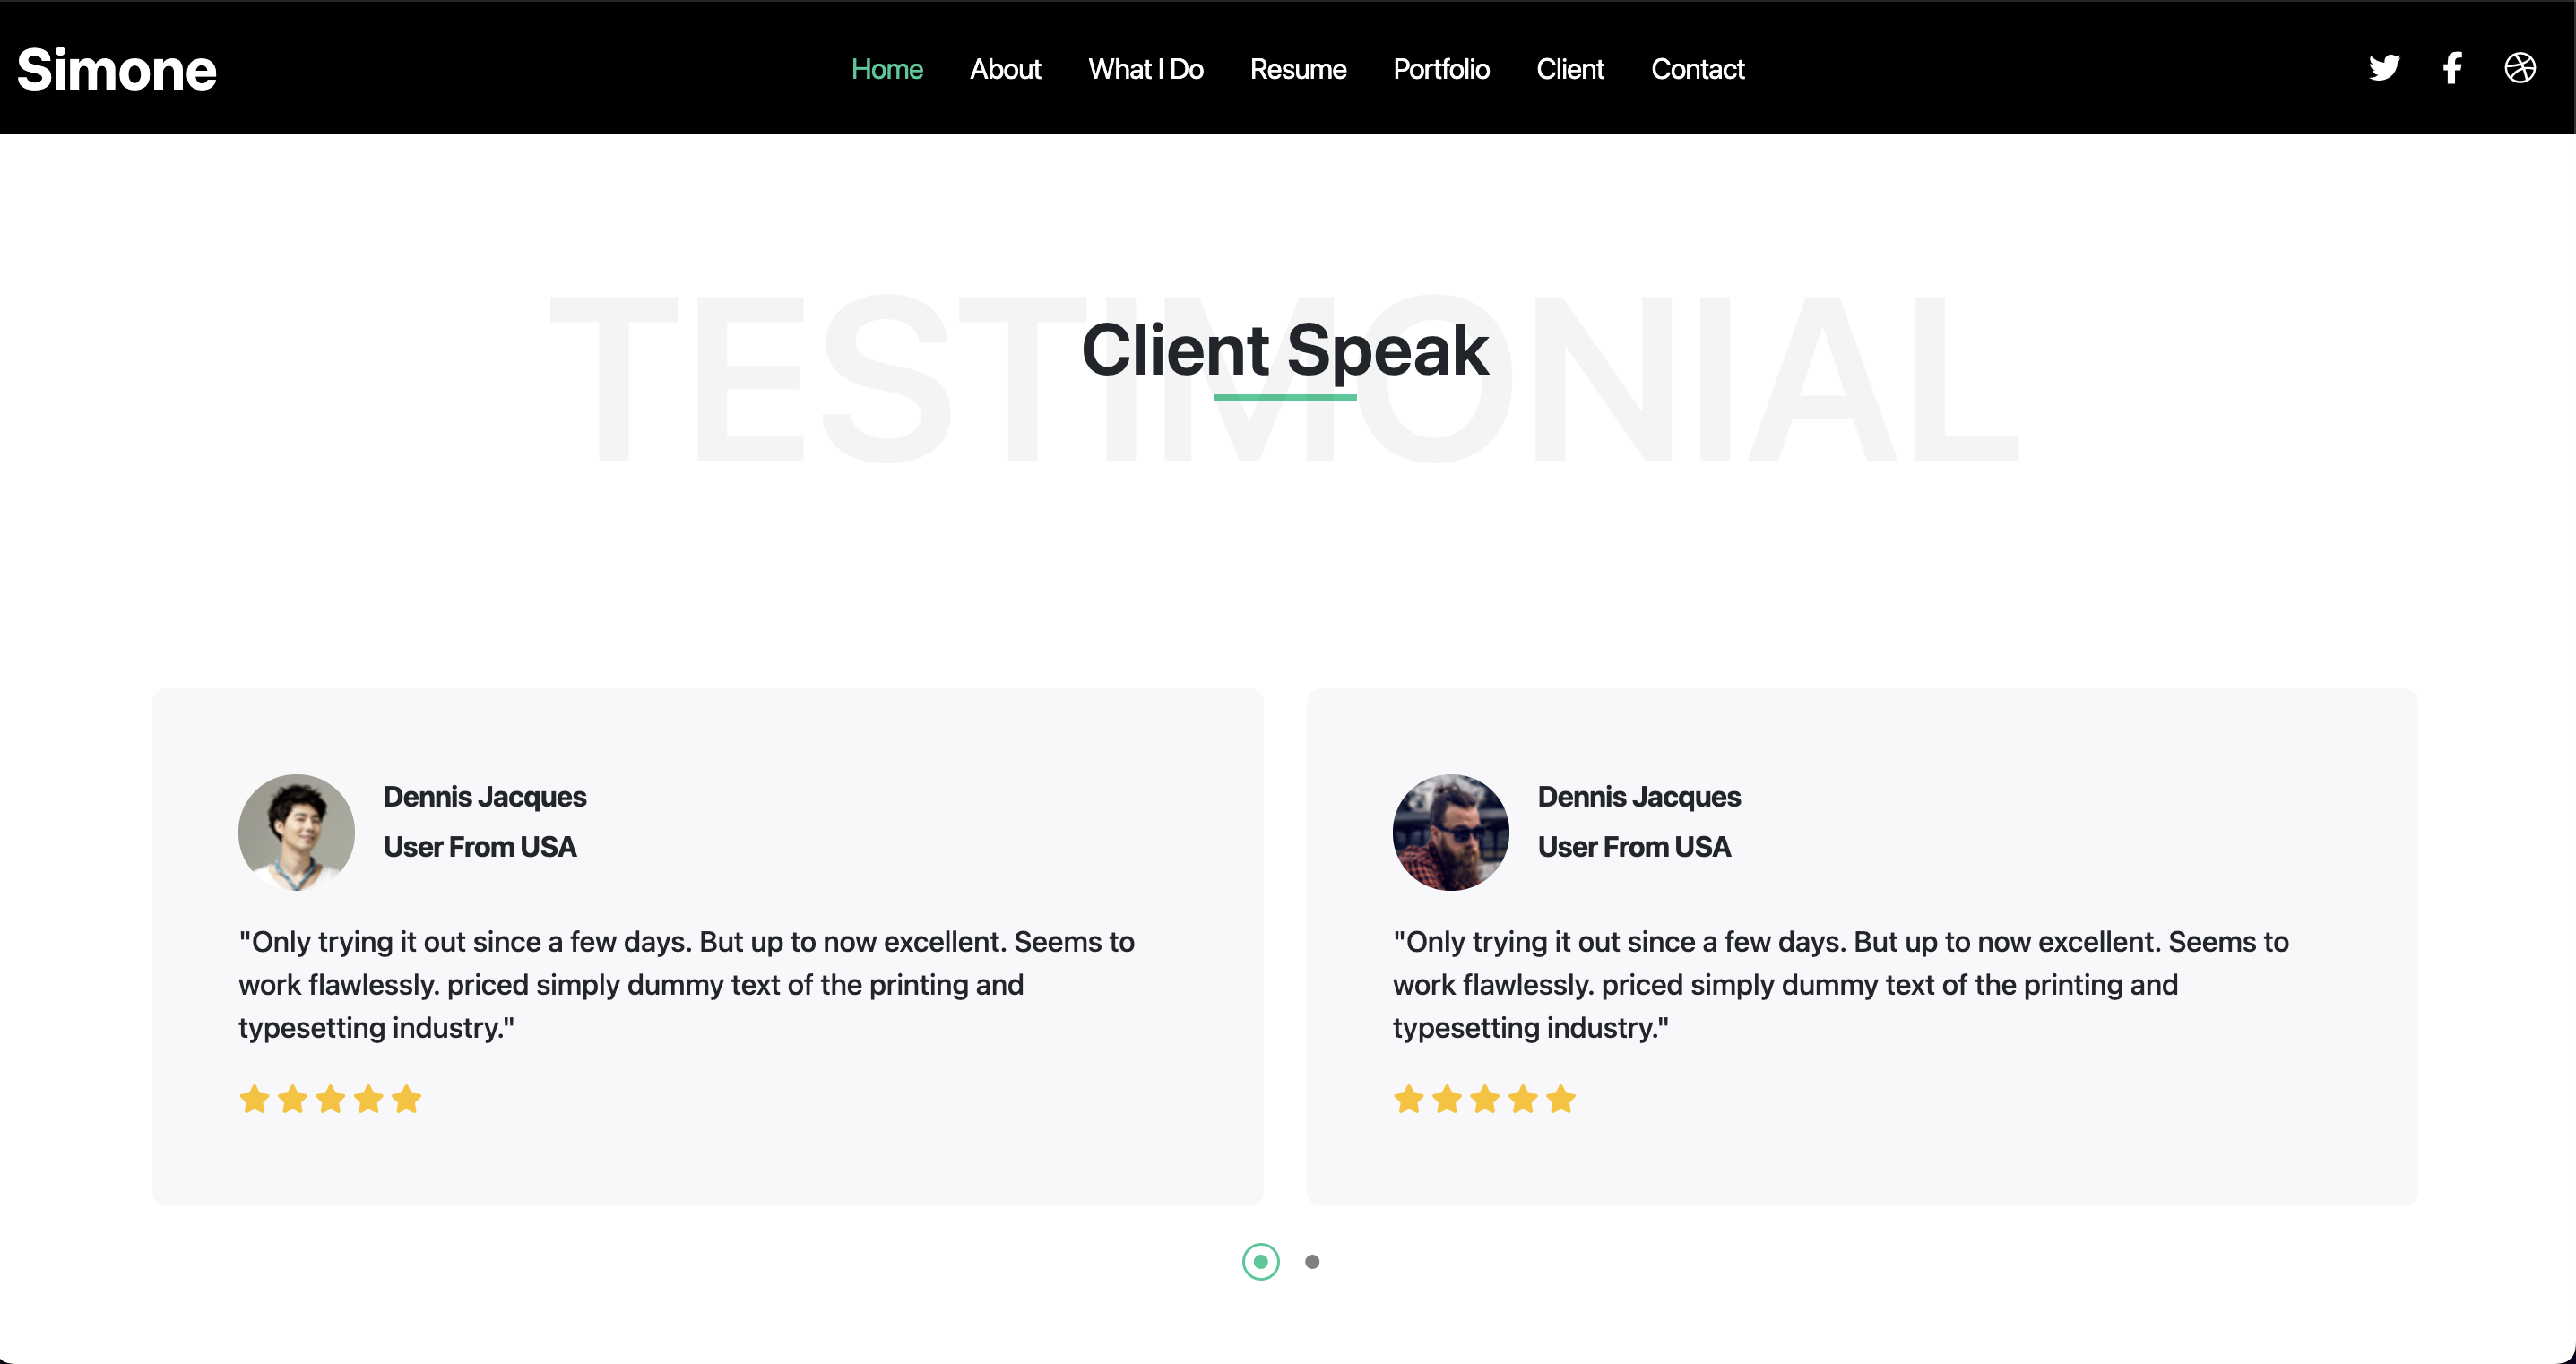 Simone
Home About What I Do Resume Portfolio Client Contact
TESTIMONIAL
Client Speak
Dennis Jacques
User From USA
"Only trying it out since a few days. But up to now excellent. Seems to
work flawlessly. priced simply dummy text of the printing and
typesetting industry."
Dennis Jacques
User From USA
"Only trying it out since a few days. But up to now excellent. Seems to
work flawlessly. priced simply dummy text of the printing and
typesetting industry."